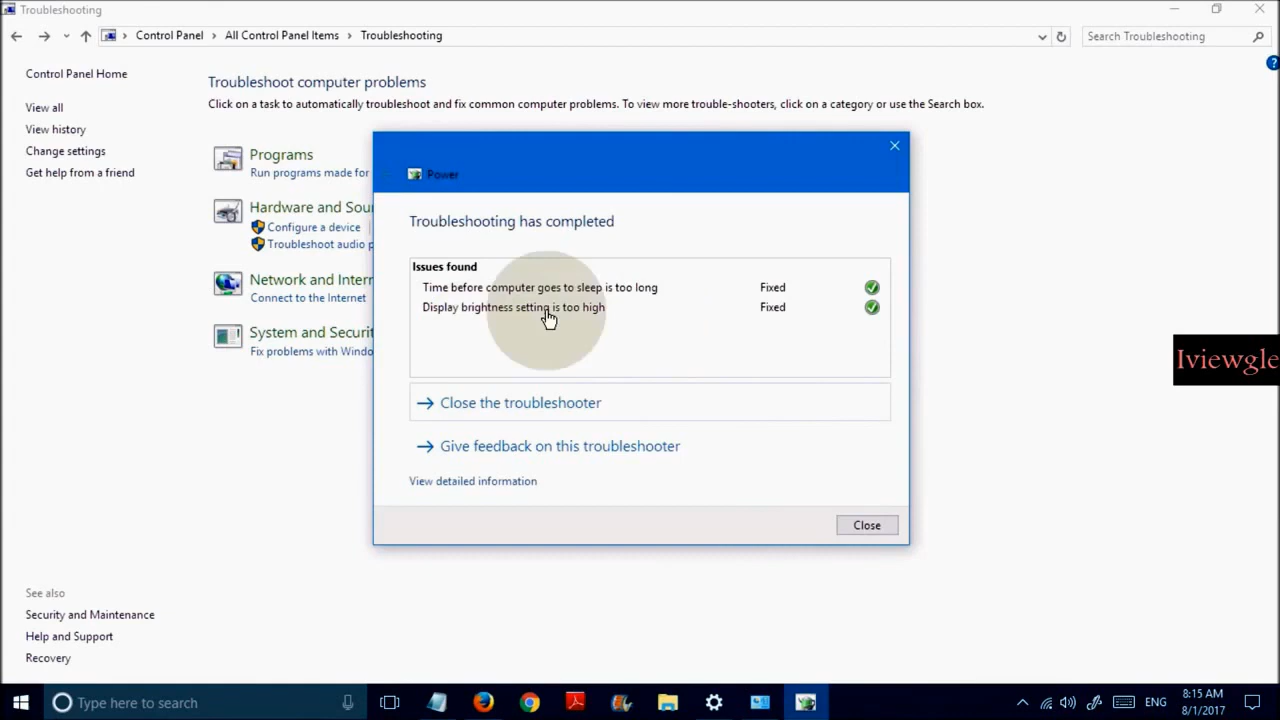 Troubleshooting
Control Panel > All Control Panel Items > Troubleshooting
Search Troubleshooting
Control Panel Home
View all
View history
Change settings
Get help from a friend
Troubleshoot computer problems
Click on a task to automatically troubleshoot and fix common computer problems. To view more trouble-shooters, click on a category or use the Search box.
Programs
Run programs made for
Hardware and Sou
Configure a device
Troubleshoot audio p
Network and Intern
Connect to the Internet
System and Securit
Fix problems with Windo
Power
Troubleshooting has completed
Issues found
Time before computer goes to sleep is too long Fixed
Display brightness setting is too high Fixed
Close the troubleshooter
Give feedback on this troubleshooter
View detailed information
Close
Iviewgle
See also
Security and Maintenance
Help and Support
Recovery
Type here to search
ENG
8:15 AM
8/1/2017